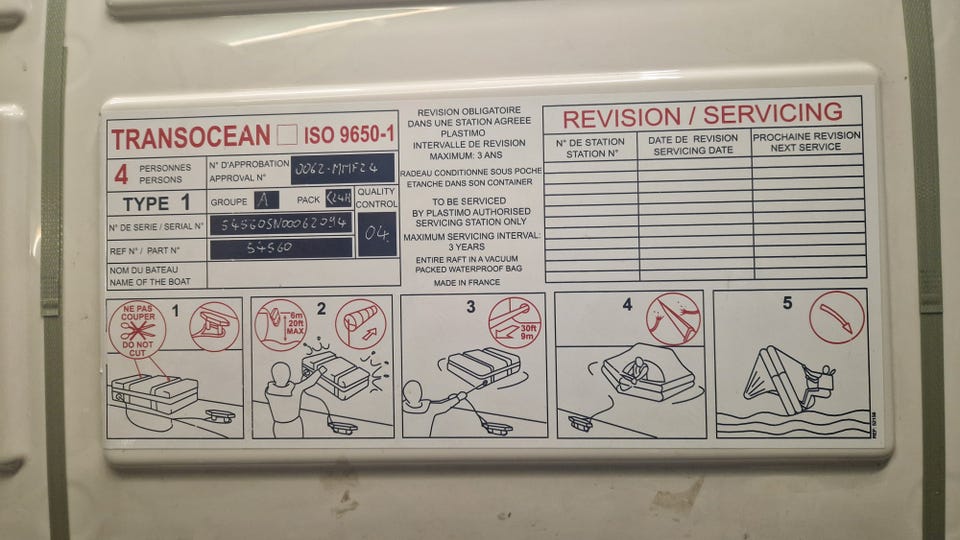 TRANSOCEAN ISO 9650-1
4 PERSONNES
PERSONS
N° D'APPROBATION
APPROVAL N°
0062-MMF24
TYPE 1
GROUPE A PACK <24H
QUALITY
CONTROL
04
N° DE SERIE / SERIAL N° 54560SN00062094
REF N° / PART N° 54560
NOM DU BATEAU
NAME OF THE BOAT
REVISION OBLIGATOIRE
DANS UNE STATION AGREEE
PLASTIMO
INTERVALLE DE REVISION
MAXIMUM: 3 ANS
RADEAU CONDITIONNE SOUS POCHE
ETANCHE DANS SON CONTAINER
TO BE SERVICED
BY PLASTIMO AUTHORISED
SERVICING STATION ONLY
MAXIMUM SERVICING INTERVAL:
3 YEARS
ENTIRE RAFT IN A VACUUM
PACKED WATERPROOF BAG
MADE IN FRANCE
REVISION / SERVICING
N° DE STATION
STATION N°
DATE DE REVISION
SERVICING DATE
PROCHAINE REVISION
NEXT SERVICE
1
NE PAS
COUPER
DO NOT
CUT
2
6m
20ft
MAX
3
30ft
9m
4
5
REF: 52158